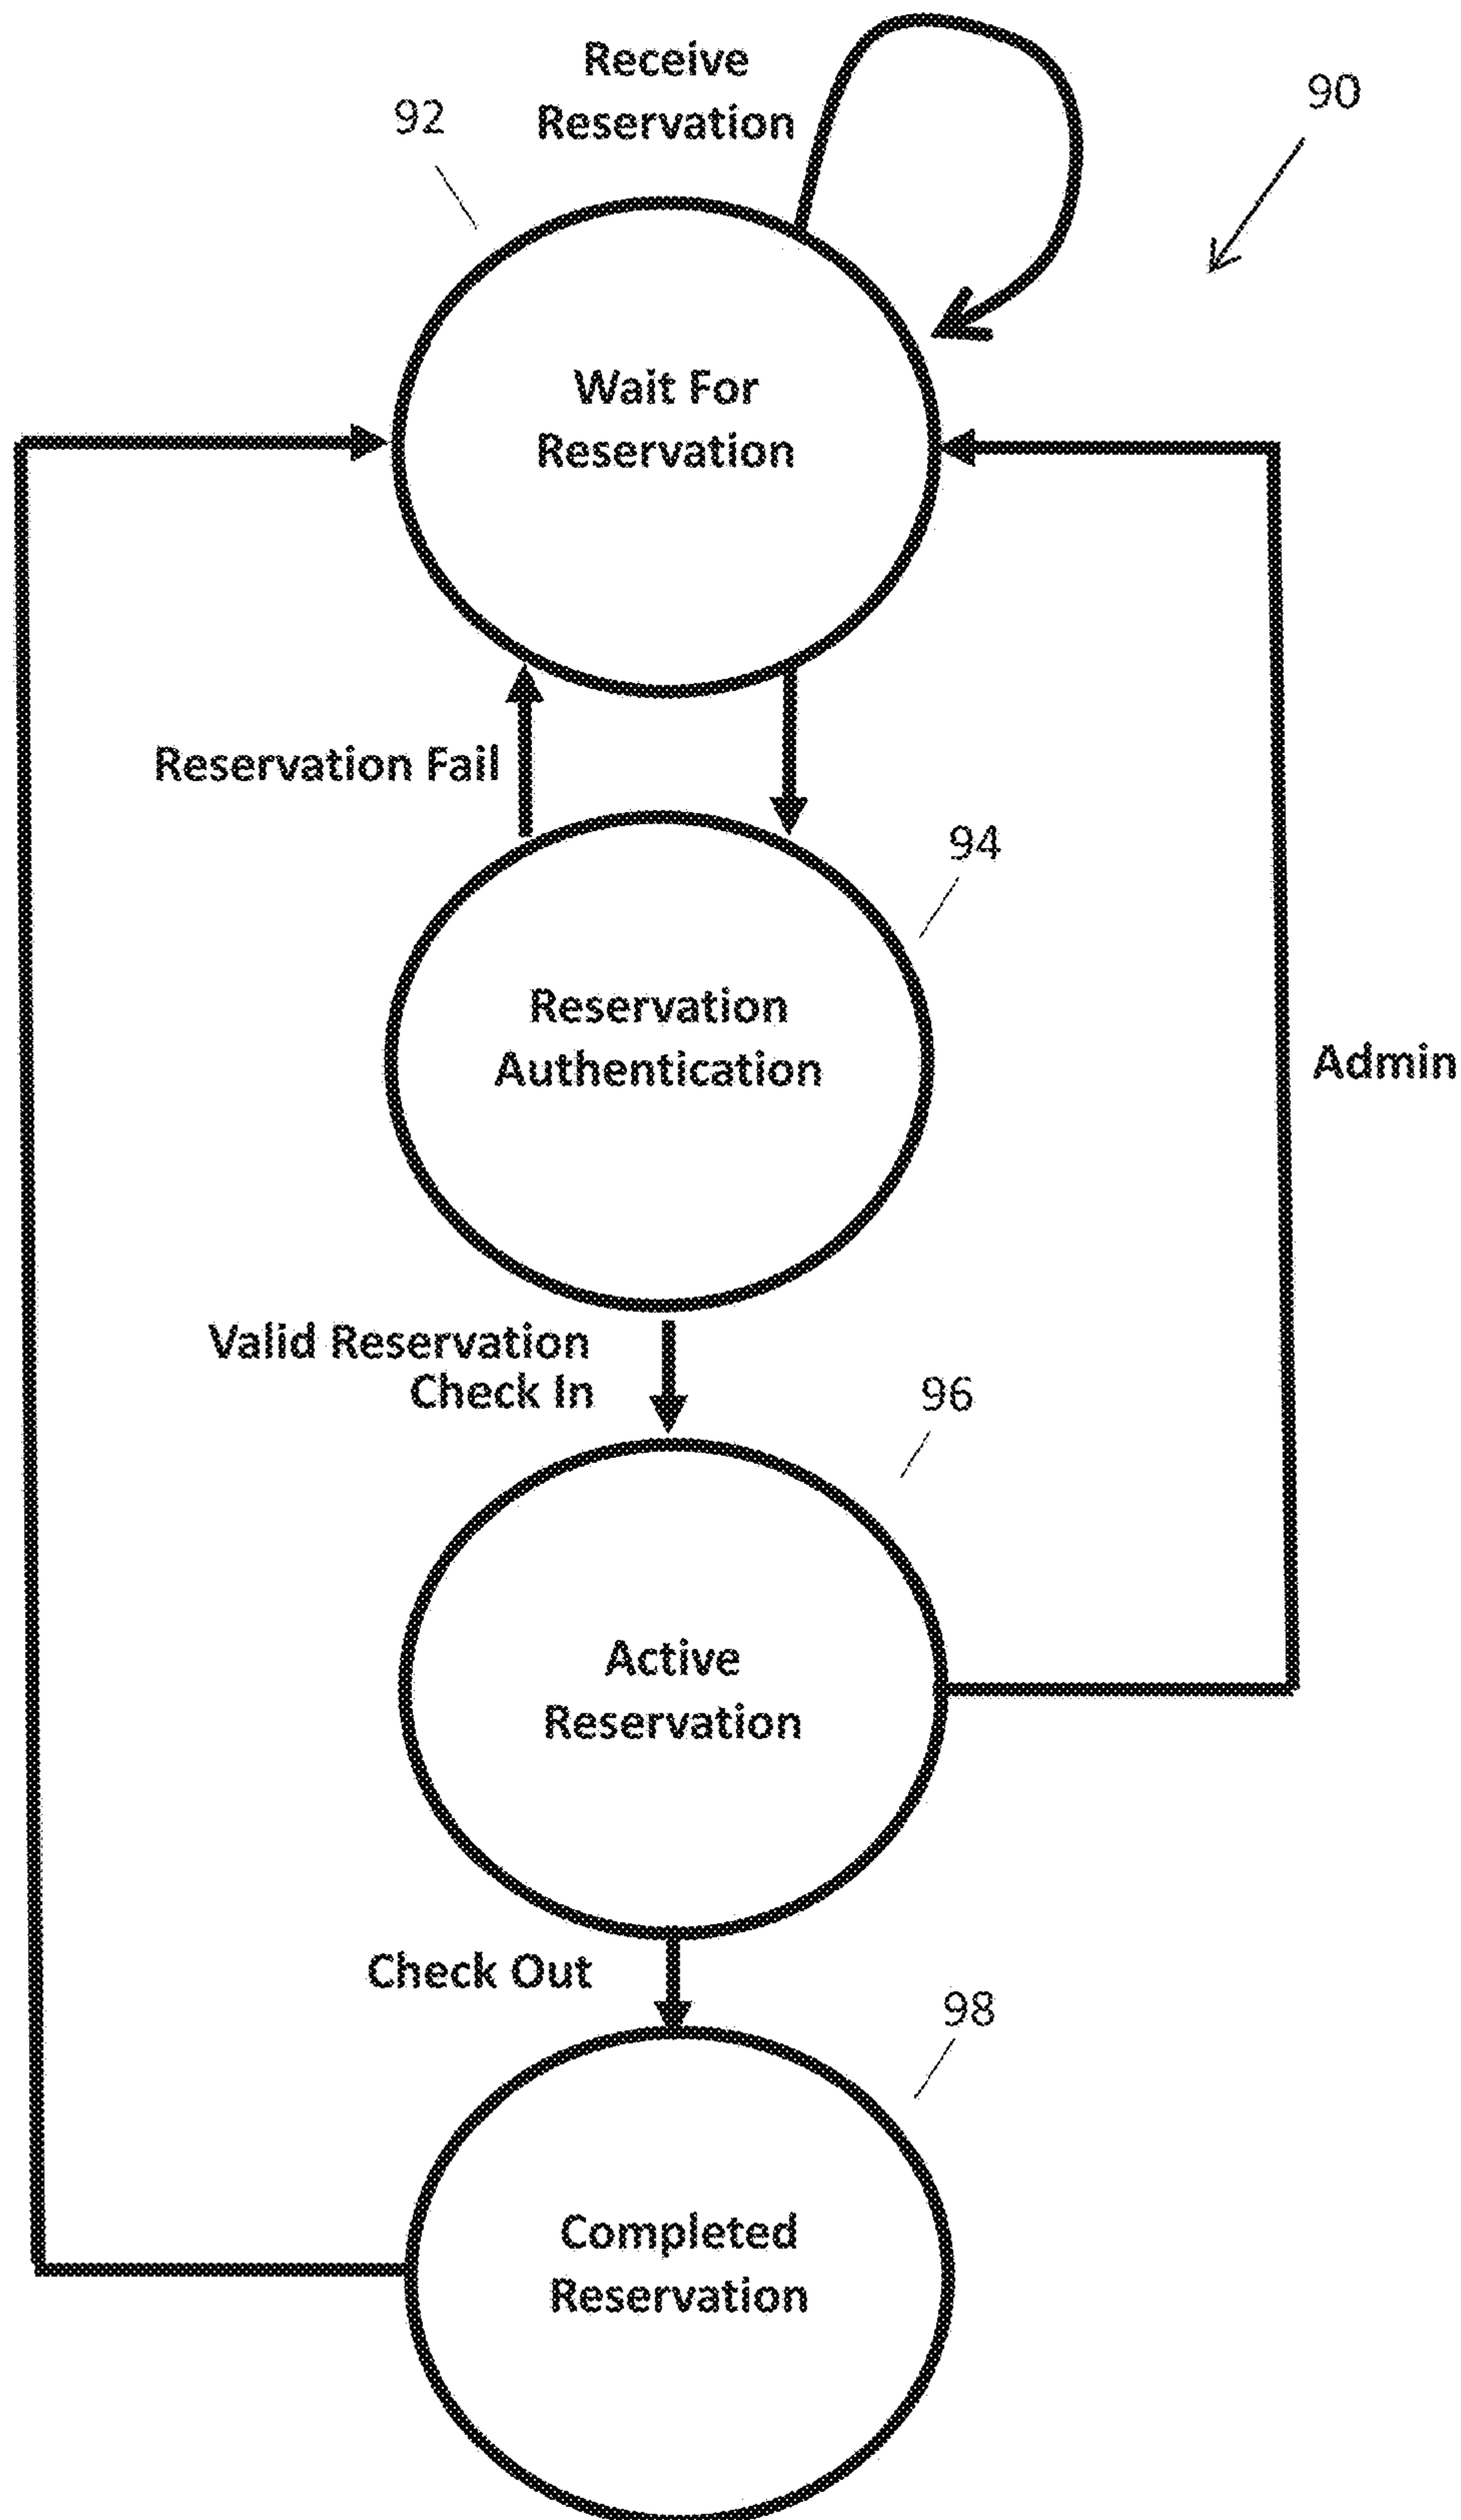 Receive
Reservation
92
90
Wait For
Reservation
Reservation Fail
94
Reservation
Authentication
Admin
Valid Reservation
Check In
96
Active
Reservation
Check Out
98
Completed
Reservation